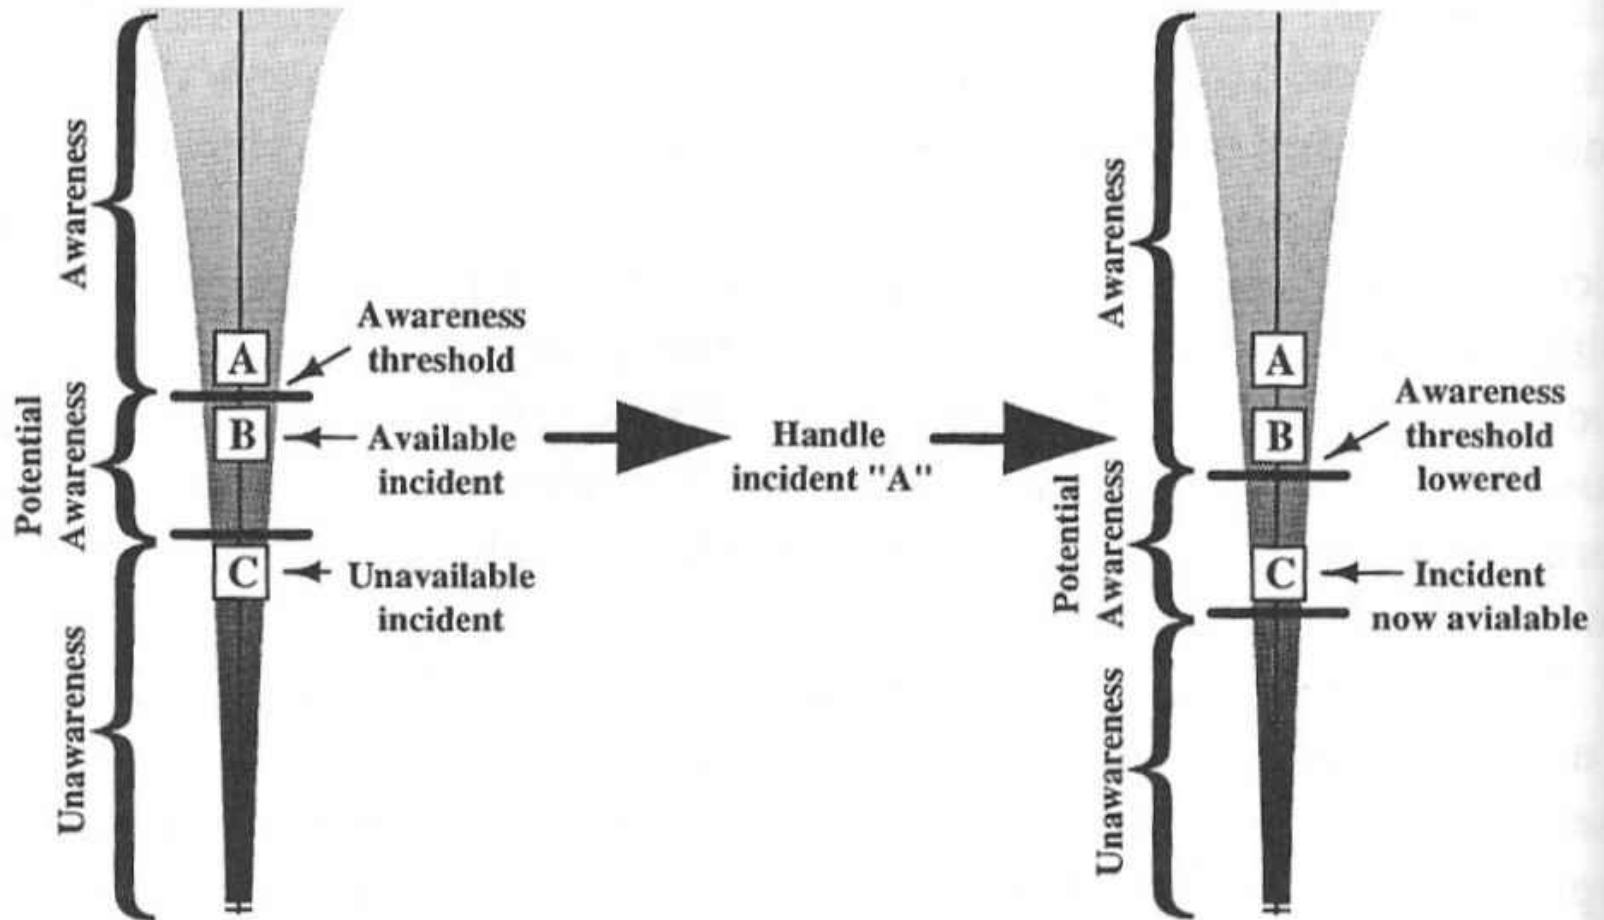 Awareness
Potential
Awareness
Unawareness
A
B
C
Awareness
threshold
Available
incident
Unavailable
incident
Handle
incident "A"
Awareness
Potential
Awareness
Unawareness
A
B
C
Awareness
threshold
lowered
Incident
now avialable